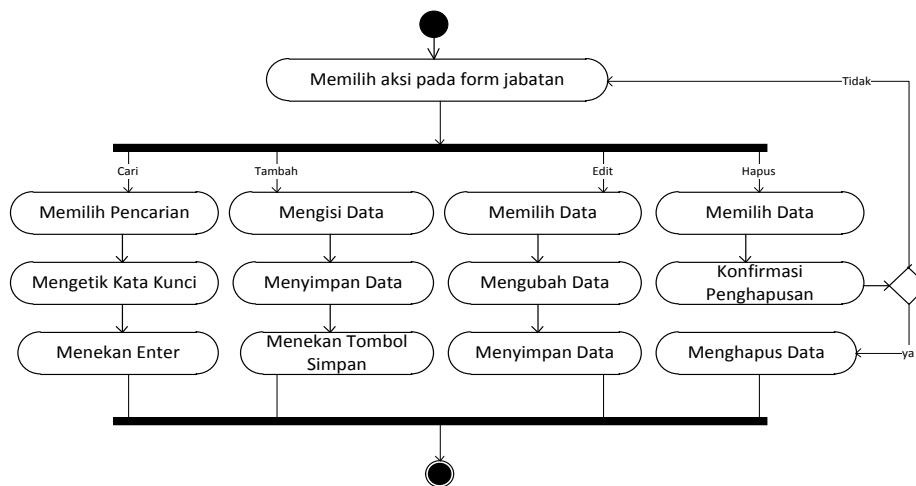 Memilih aksi pada form jabatan
Tidak
Cari
Tambah
Edit
Hapus
Memilih Pencarian
Mengisi Data
Memilih Data
Memilih Data
Mengetik Kata Kunci
Menyimpan Data
Mengubah Data
Konfirmasi
Penghapusan
Menekan Enter
Menekan Tombol
Simpan
Menyimpan Data
Menghapus Data
ya